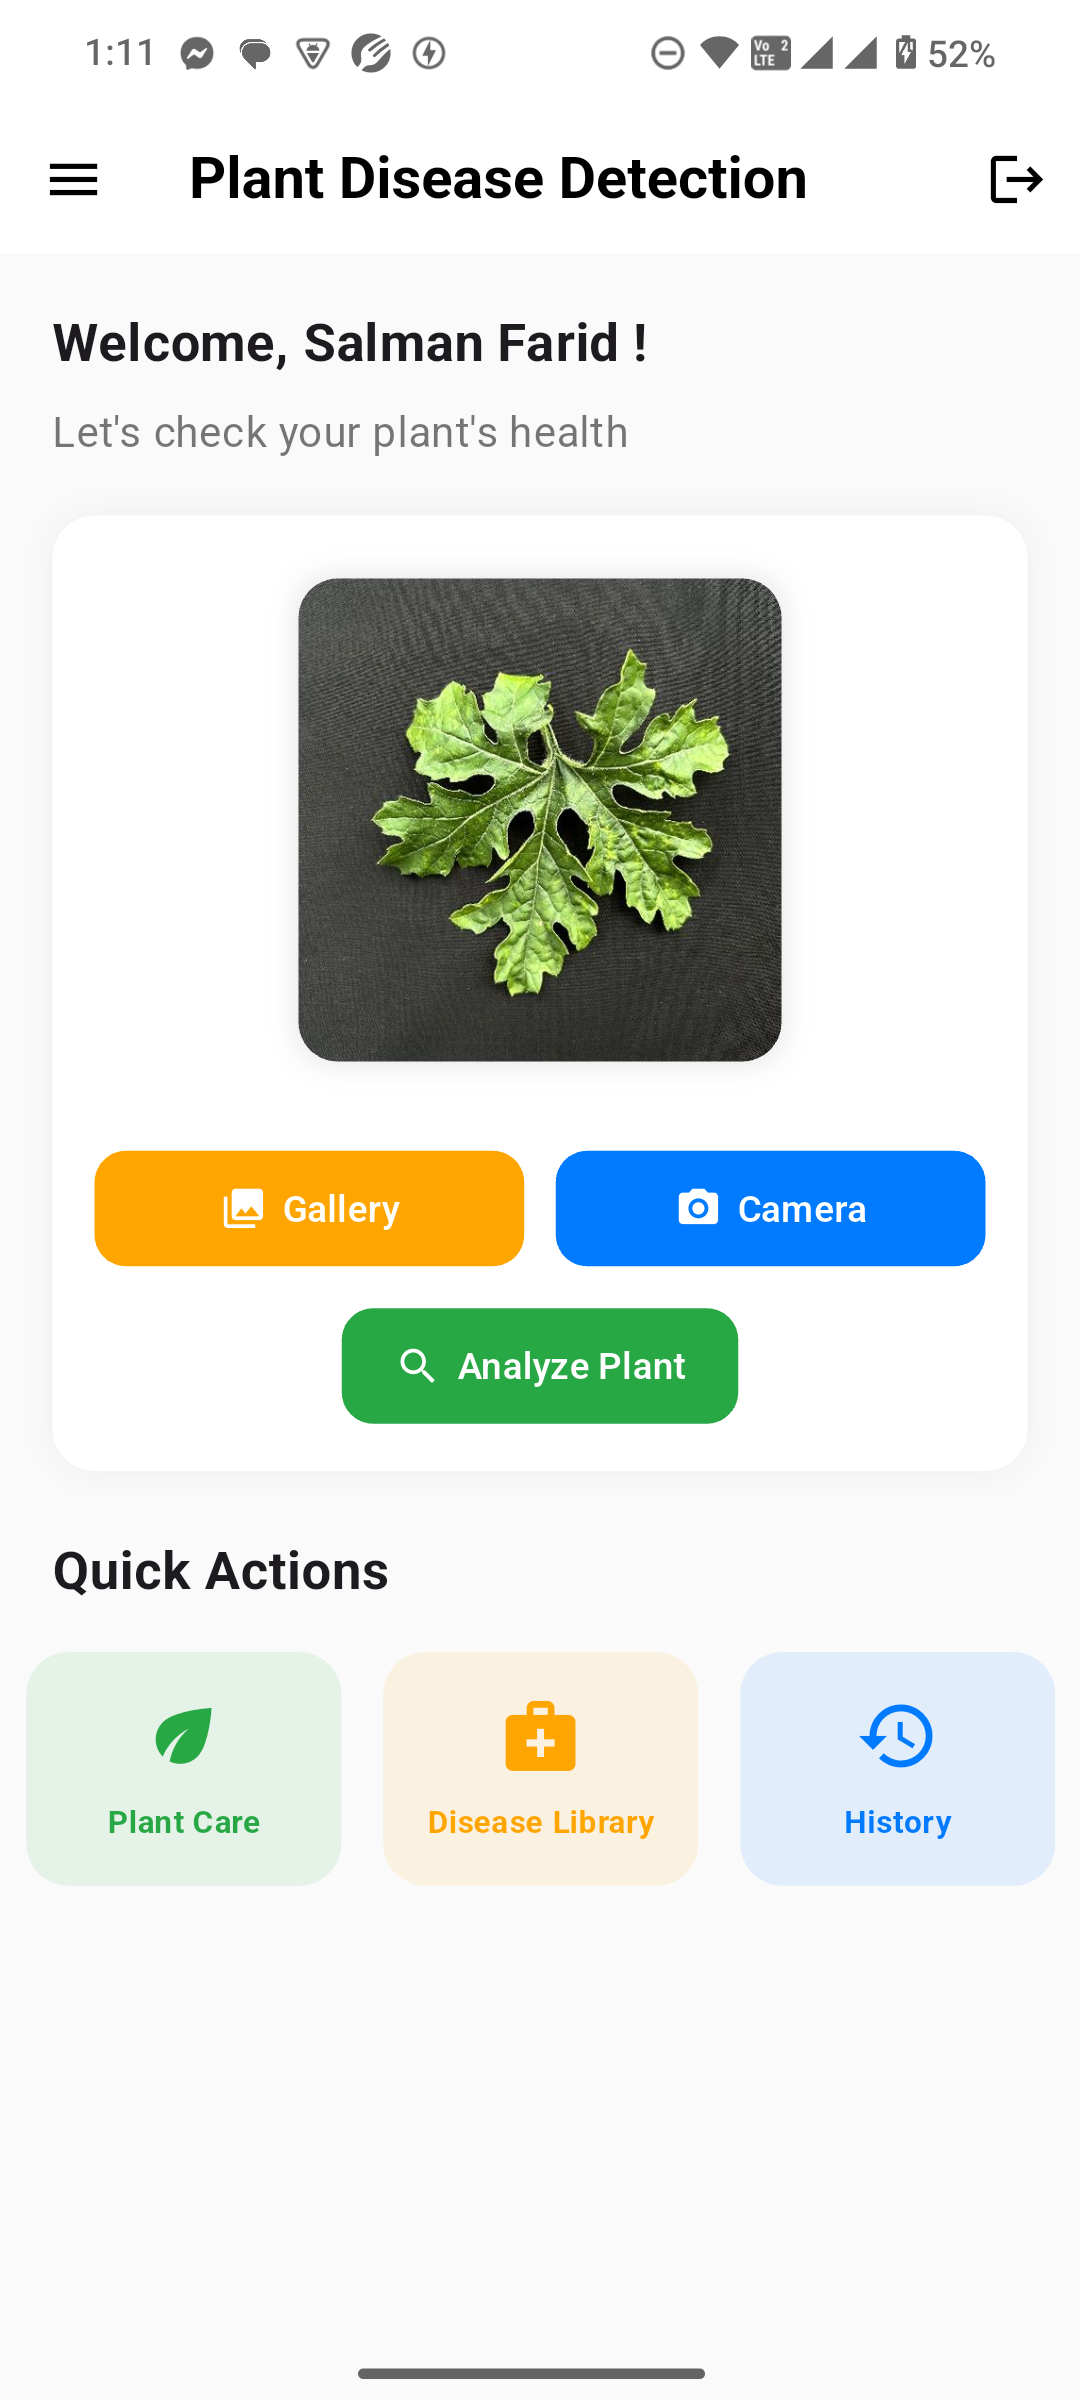 1:11 Vo 2 LTE 52%
Plant Disease Detection
Welcome, Salman Farid !
Let's check your plant's health
Gallery Camera
Analyze Plant
Quick Actions
Plant Care Disease Library History